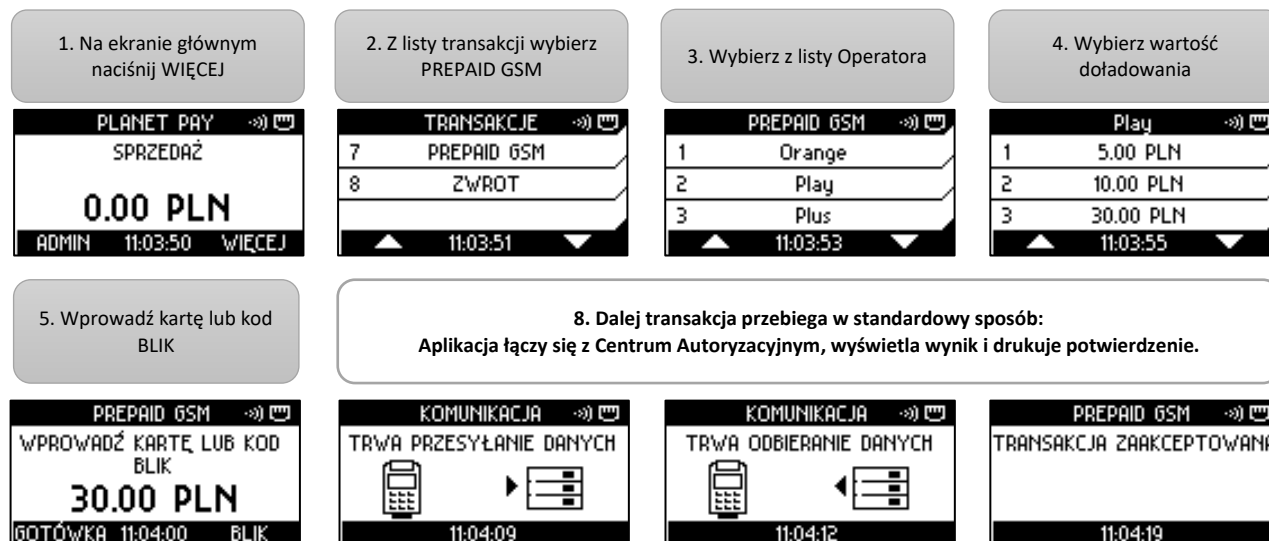 1. Na ekranie głównym
naciśnij WIĘCEJ
2. Z listy transakcji wybierz
PREPAID GSM
3. Wybierz z listy Operatora
4. Wybierz wartość
doładowania
PLANET PAY
SPRZEDAŻ
0.00 PLN
ADMIN 11:03:50 WIĘCEJ
TRANSAKCJE
7 PREPAID GSM
8 ZWROT
11:03:51
PREPAID GSM
1 Orange
2 Play
3 Plus
11:03:53
Play
1 5.00 PLN
2 10.00 PLN
3 30.00 PLN
11:03:55
5. Wprowadź kartę lub kod
BLIK
8. Dalej transakcja przebiega w standardowy sposób:
Aplikacja łączy się z Centrum Autoryzacyjnym, wyświetla wynik i drukuje potwierdzenie.
PREPAID GSM
WPROWADŹ KARTĘ LUB KOD
BLIK
30.00 PLN
GOTÓWKA 11:04:00 BLIK
KOMUNIKACJA
TRWA PRZESYŁANIE DANYCH
11:04:09
KOMUNIKACJA
TRWA ODBIERANIE DANYCH
11:04:12
PREPAID GSM
TRANSAKCJA ZAAKCEPTOWANA
11:04:19